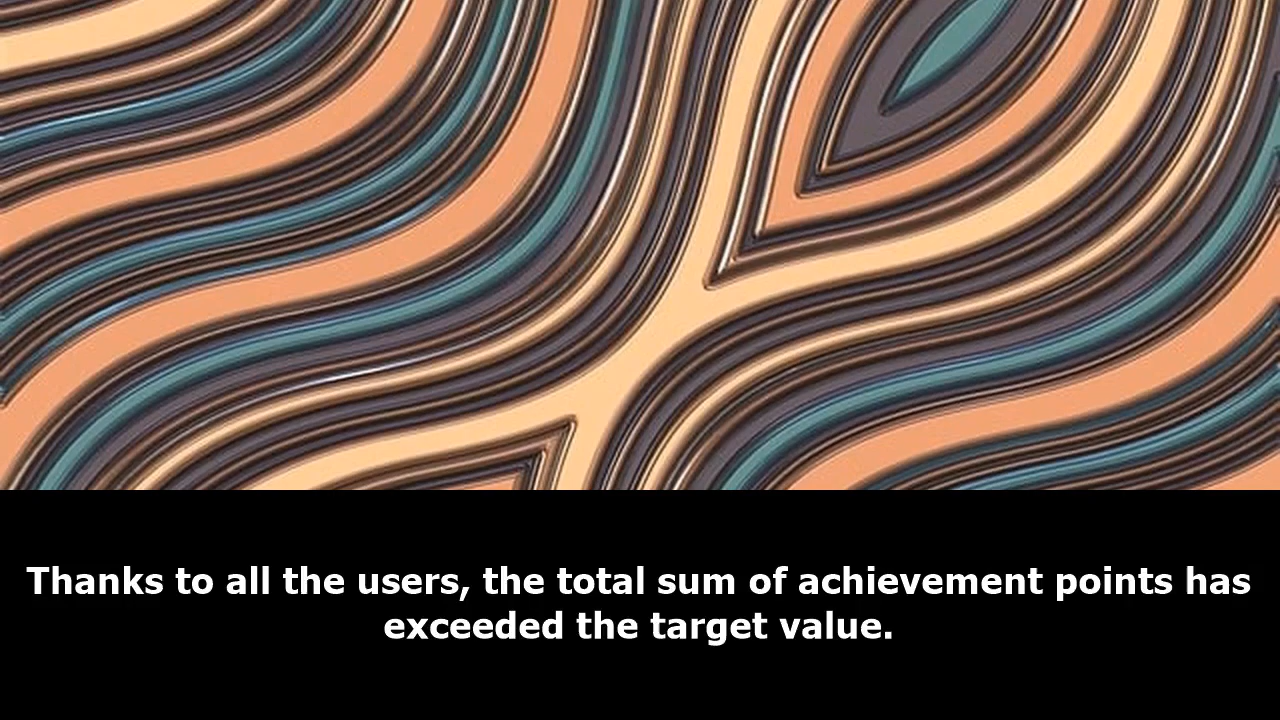 Thanks to all the users, the total sum of achievement points has
exceeded the target value.